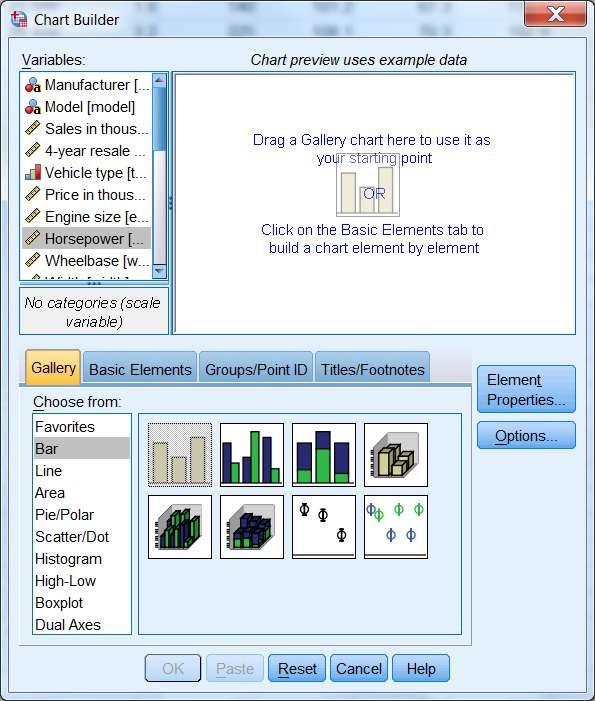 Chart Builder
Variables:
Chart preview uses example data
Manufacturer [...
Model [model]
Sales in thous...
4-year resale ...
Vehicle type [t...
Price in thous...
Engine size [e...
Horsepower [...
Wheelbase [w...
Drag a Gallery chart here to use it as
your starting point
OR
Click on the Basic Elements tab to
build a chart element by element
No categories (scale
variable)
Gallery
Basic Elements
Groups/Point ID
Titles/Footnotes
Element
Properties...
Options...
Choose from:
Favorites
Bar
Line
Area
Pie/Polar
Scatter/Dot
Histogram
High-Low
Boxplot
Dual Axes
OK
Paste
Reset
Cancel
Help